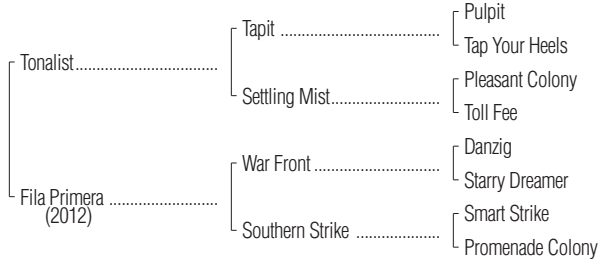 Pulpit
Tapit
Tap Your Heels
Tonalist
Pleasant Colony
Settling Mist
Toll Fee
Danzig
War Front
Starry Dreamer
Fila Primera
(2012)
Smart Strike
Southern Strike
Promenade Colony